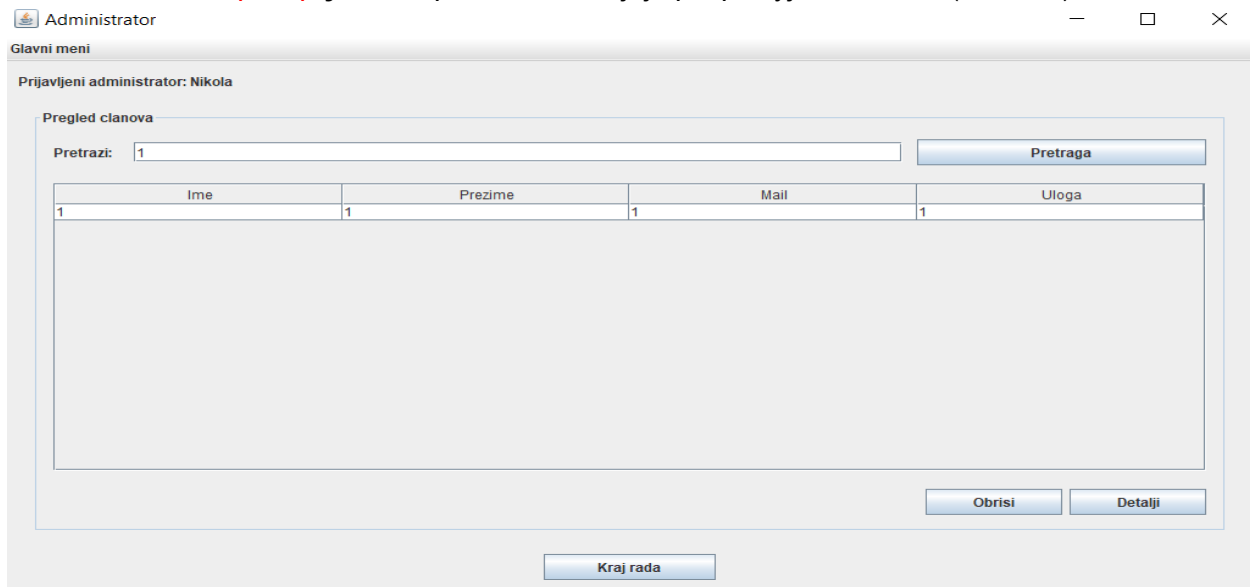 Administrator
Glavni meni
Prijavljeni administrator: Nikola
Pregled clanova
Pretrazi: 1 Pretraga
Ime Prezime Mail Uloga
1 1 1 1
Obrisi Detalji
Kraj rada